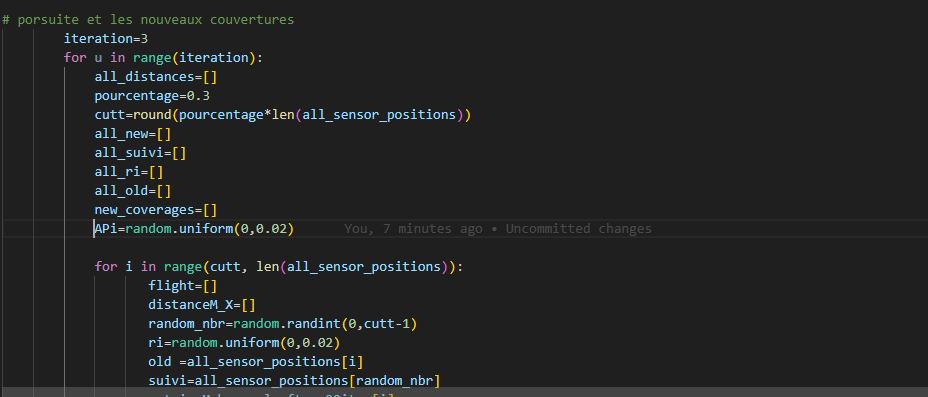 # porsuite et les nouveaux couvertures
iteration=3
for u in range(iteration):
all_distances=[]
pourcentage=0.3
cutt=round(pourcentage*len(all_sensor_positions))
all_new=[]
all_suivi=[]
all_ri=[]
all_old=[]
new_coverages=[]
APi=random.uniform(0,0.02) You, 7 minutes ago • Uncommitted changes
for i in range(cutt, len(all_sensor_positions)):
flight=[]
distanceM_X=[]
random_nbr=random.randint(0,cutt-1)
ri=random.uniform(0,0.02)
old =all_sensor_positions[i]
suivi=all_sensor_positions[random_nbr]